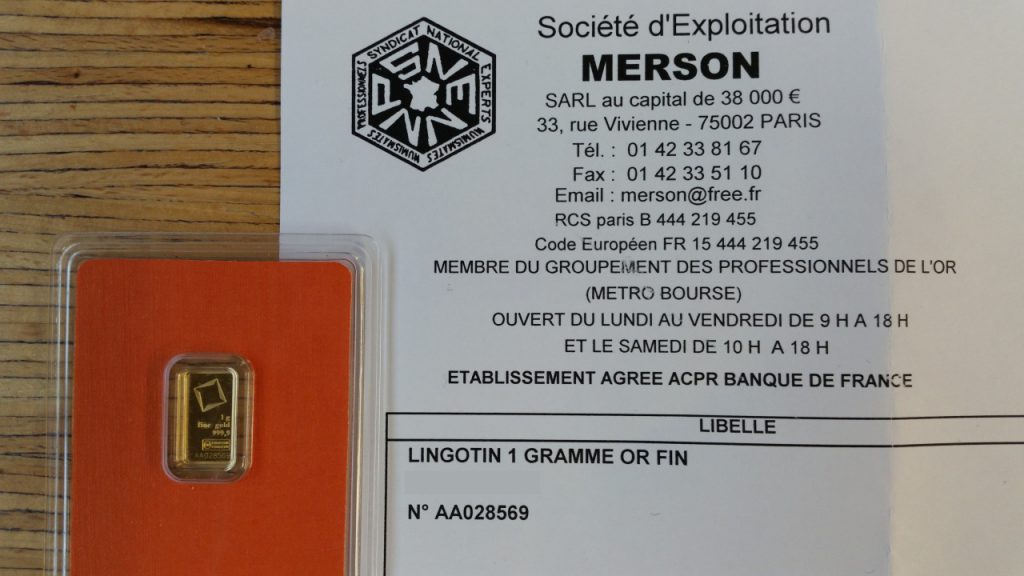 SYNDICAT NATIONAL
EXPERTS
NUMISMATES
NUMISMATES
PROFESSIONNELS
SNENNP
Société d'Exploitation
MERSON
SARL au capital de 38 000 €
33, rue Vivienne - 75002 PARIS
Tél. : 01 42 33 81 67
Fax : 01 42 33 51 10
Email : merson@free.fr
RCS paris B 444 219 455
Code Européen FR 15 444 219 455
MEMBRE DU GROUPEMENT DES PROFESSIONNELS DE L'OR
(METRO BOURSE)
OUVERT DU LUNDI AU VENDREDI DE 9 H A 18 H
ET LE SAMEDI DE 10 H A 18 H
ETABLISSEMENT AGREE ACPR BANQUE DE FRANCE
LIBELLE
LINGOTIN 1 GRAMME OR FIN
N° AA028569
1 g
fine gold
999,9
AA028569